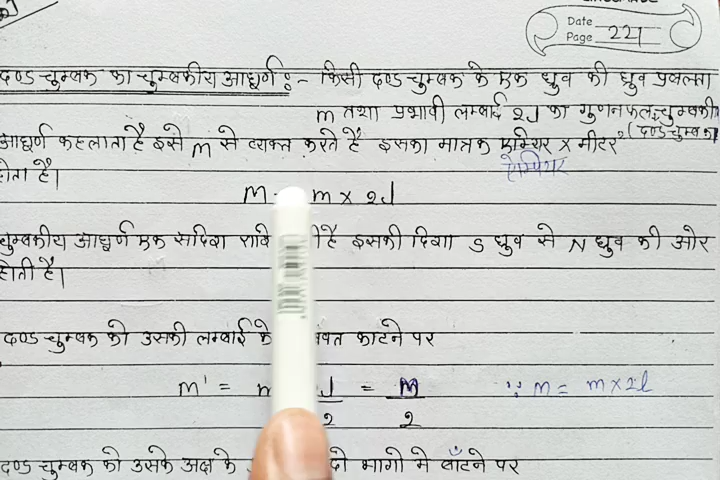 Date
Page 221
दण्ड चुम्बक का चुम्बकीय आघूर्ण :- किसी दण्ड चुम्बक के एक ध्रुव की ध्रुव प्रबलता
m तथा प्रभावी लम्बाई 2l का गुणनफल चुम्बकीय
आघूर्ण कहलाता है इसे M से व्यक्त करते है इसका मात्रक एम्पियर × मीटर² (दण्ड चुम्बक का
ऐम्पियर
होता है।
M m × 2l
चुम्बकीय आघूर्ण एक सदिश है इसकी दिशा S ध्रुव से N ध्रुव की ओर
होती है।
दण्ड चुम्बक को उसकी लम्बाई के काटने पर
m' = l/2 = M/2 ∵ M = m×2l
दण्ड चुम्बक को उसके अक्ष के दो भागो मे बाँटने पर